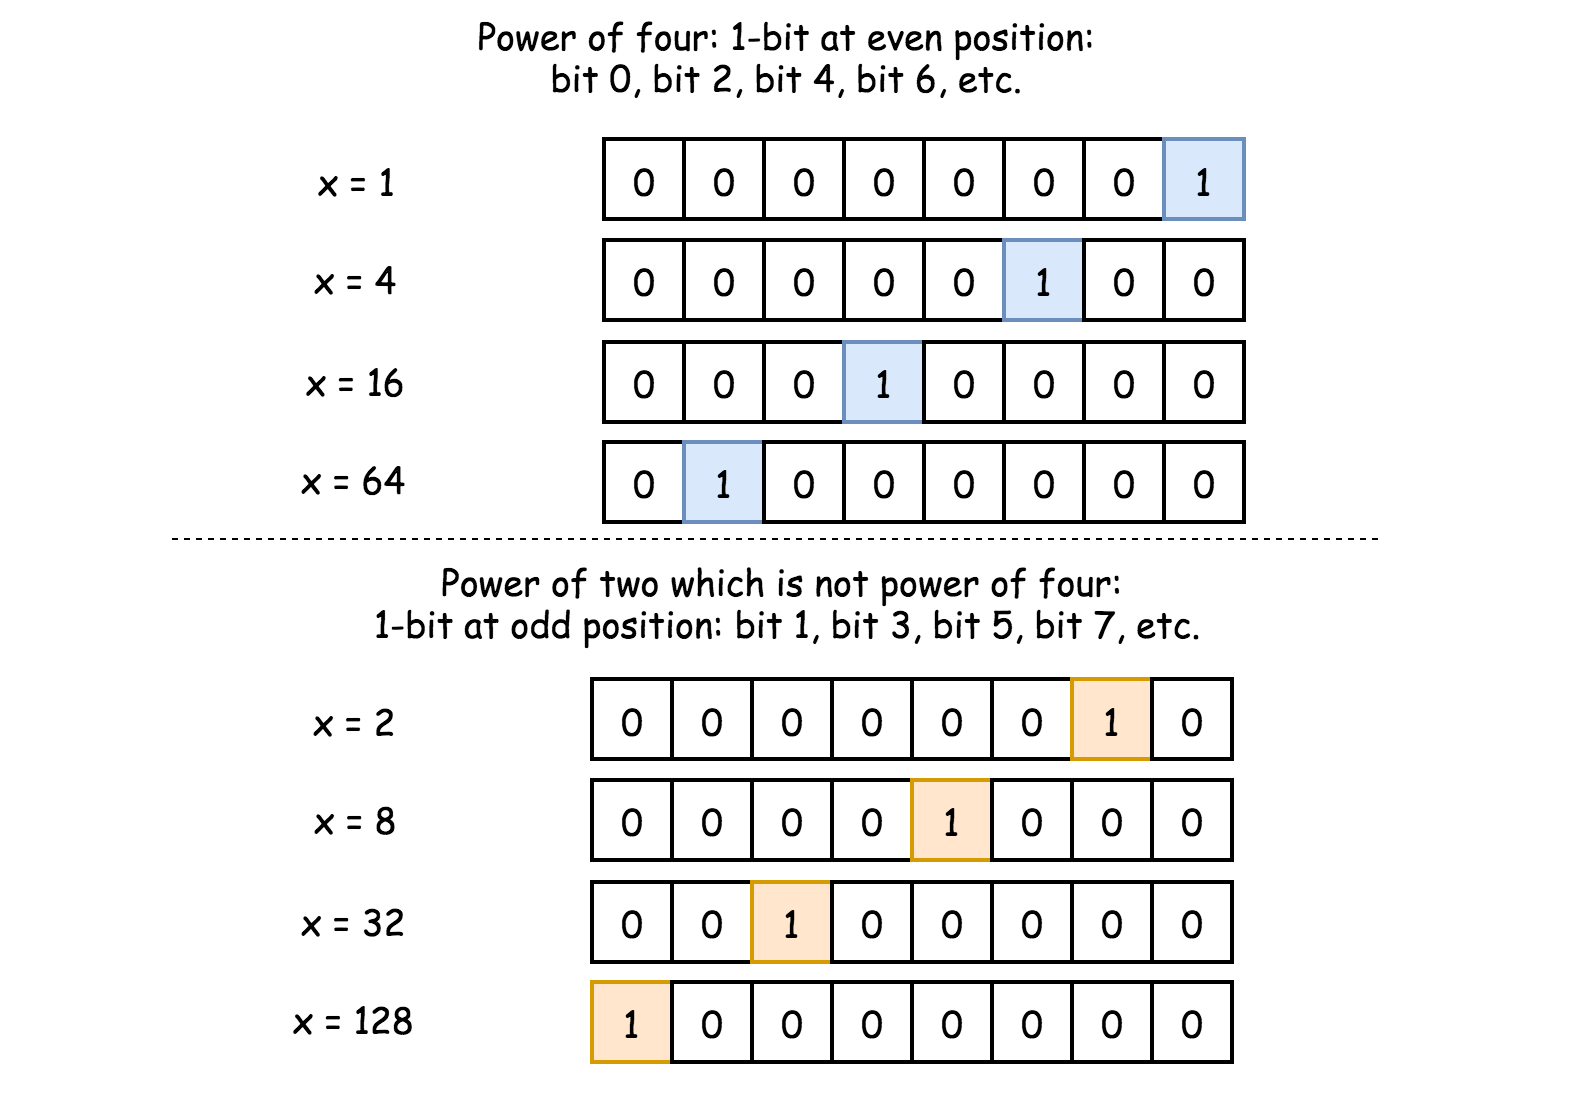 Power of four: 1-bit at even position:
bit 0, bit 2, bit 4, bit 6, etc.
x = 1 0 0 0 0 0 0 0 1
x = 4 0 0 0 0 0 1 0 0
x = 16 0 0 0 1 0 0 0 0
x = 64 0 1 0 0 0 0 0 0
Power of two which is not power of four:
1-bit at odd position: bit 1, bit 3, bit 5, bit 7, etc.
x = 2 0 0 0 0 0 0 1 0
x = 8 0 0 0 0 1 0 0 0
x = 32 0 0 1 0 0 0 0 0
x = 128 1 0 0 0 0 0 0 0